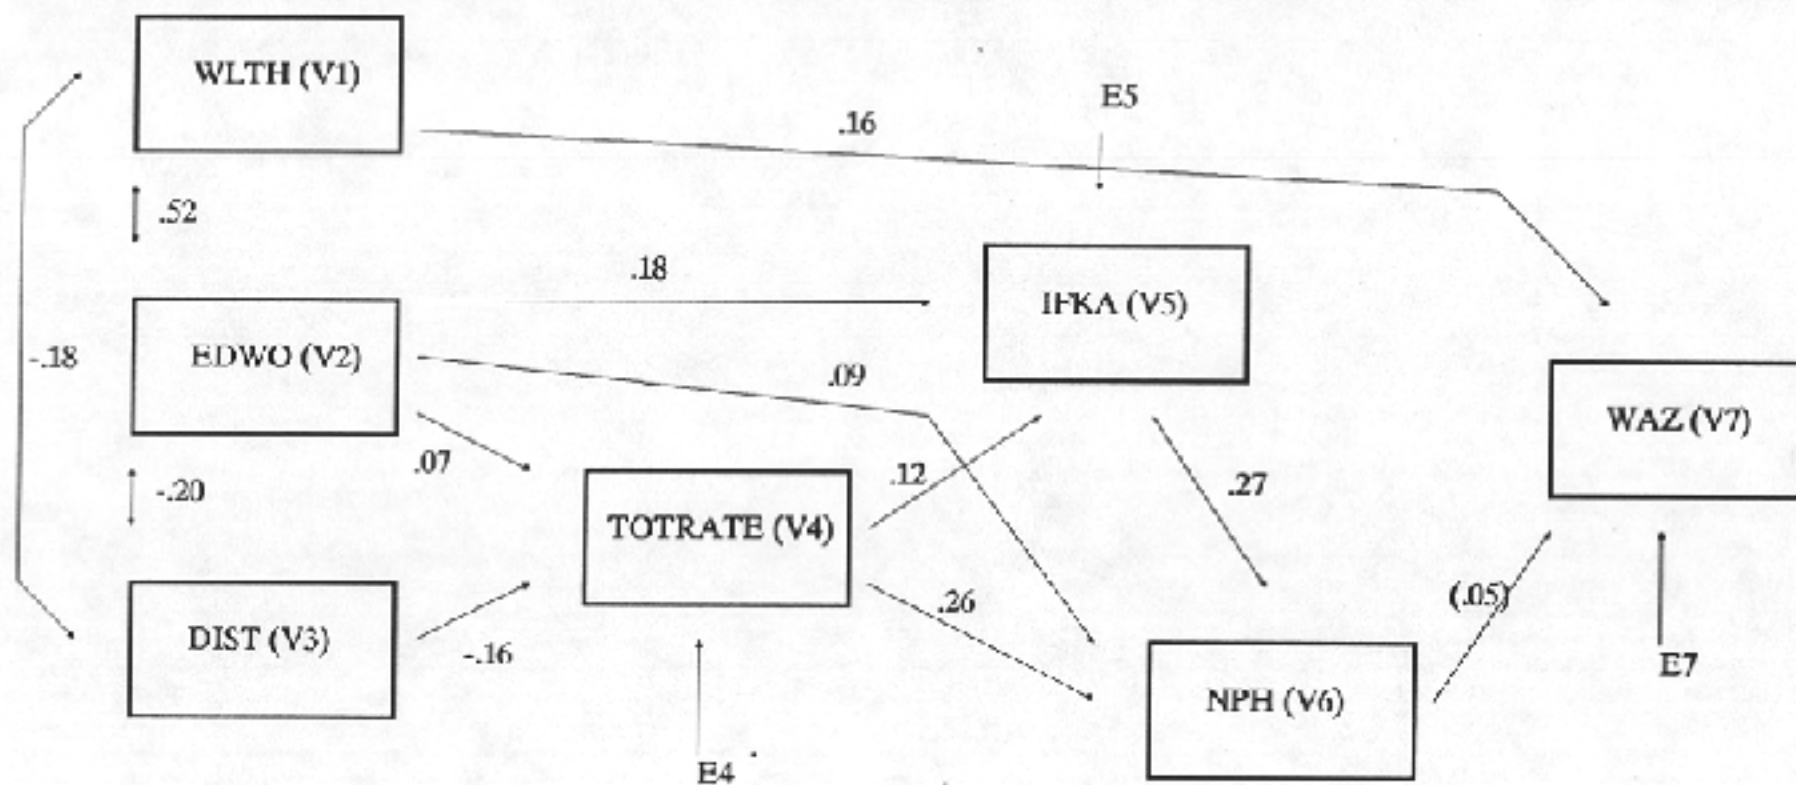 WLTH (V1)
E5
.16
.52
.18
IFKA (V5)
-.18
EDWO (V2)
.09
WAZ (V7)
.07
.12
.27
-.20
TOTRATE (V4)
.26
(.05)
DIST (V3)
-.16
E7
NPH (V6)
E4